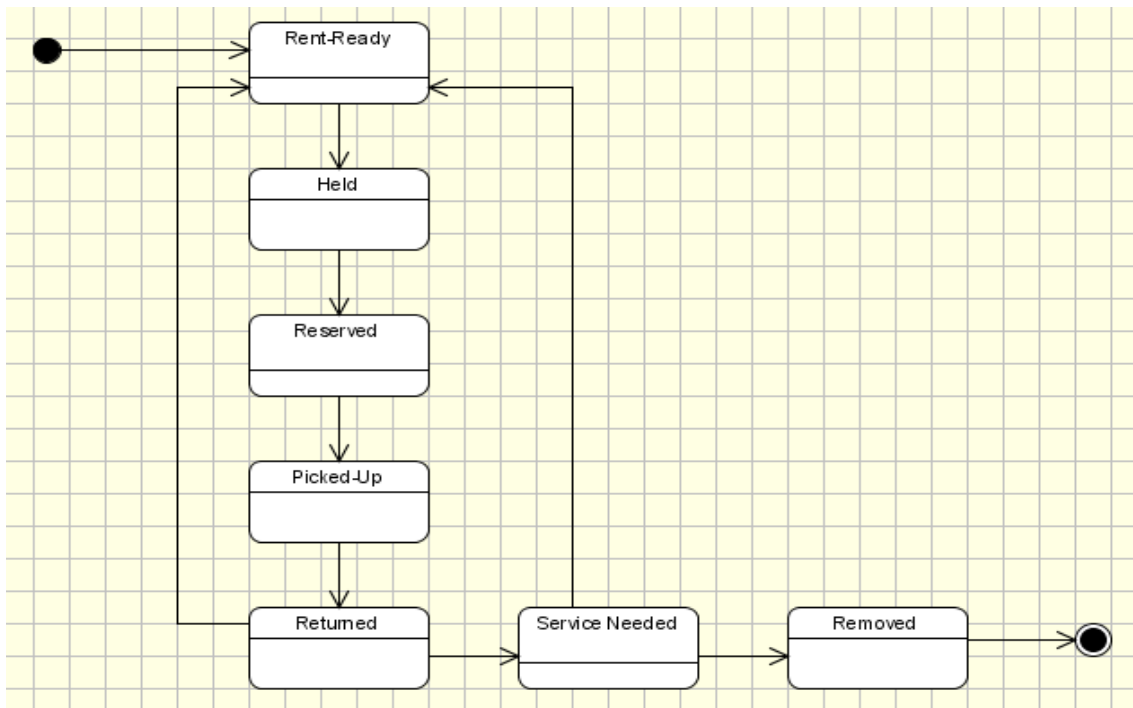 Rent-Ready
Held
Reserved
Picked-Up
Returned
Service Needed
Removed